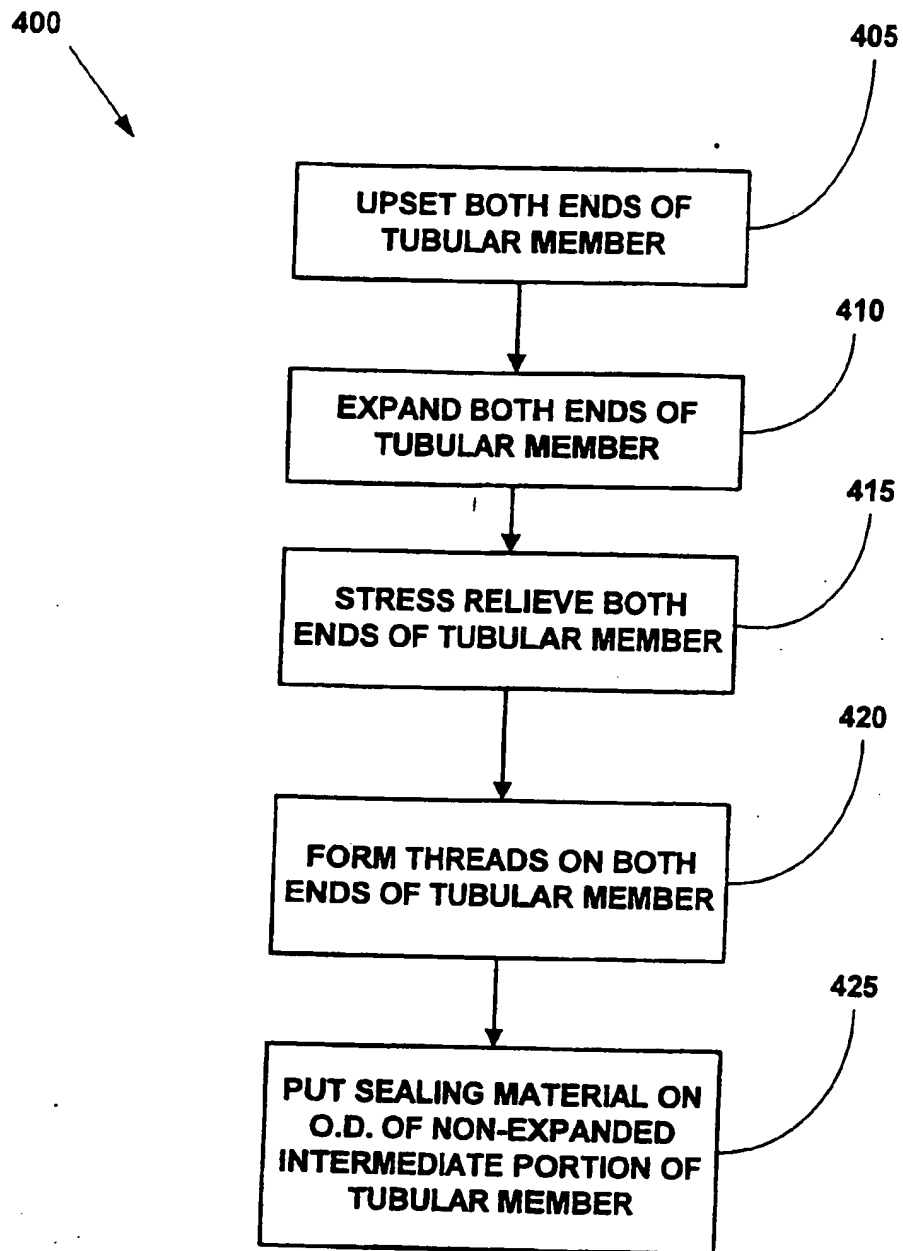 400
405
UPSET BOTH ENDS OF
TUBULAR MEMBER
410
EXPAND BOTH ENDS OF
TUBULAR MEMBER
415
STRESS RELIEVE BOTH
ENDS OF TUBULAR MEMBER
420
FORM THREADS ON BOTH
ENDS OF TUBULAR MEMBER
425
PUT SEALING MATERIAL ON
O.D. OF NON-EXPANDED
INTERMEDIATE PORTION OF
TUBULAR MEMBER